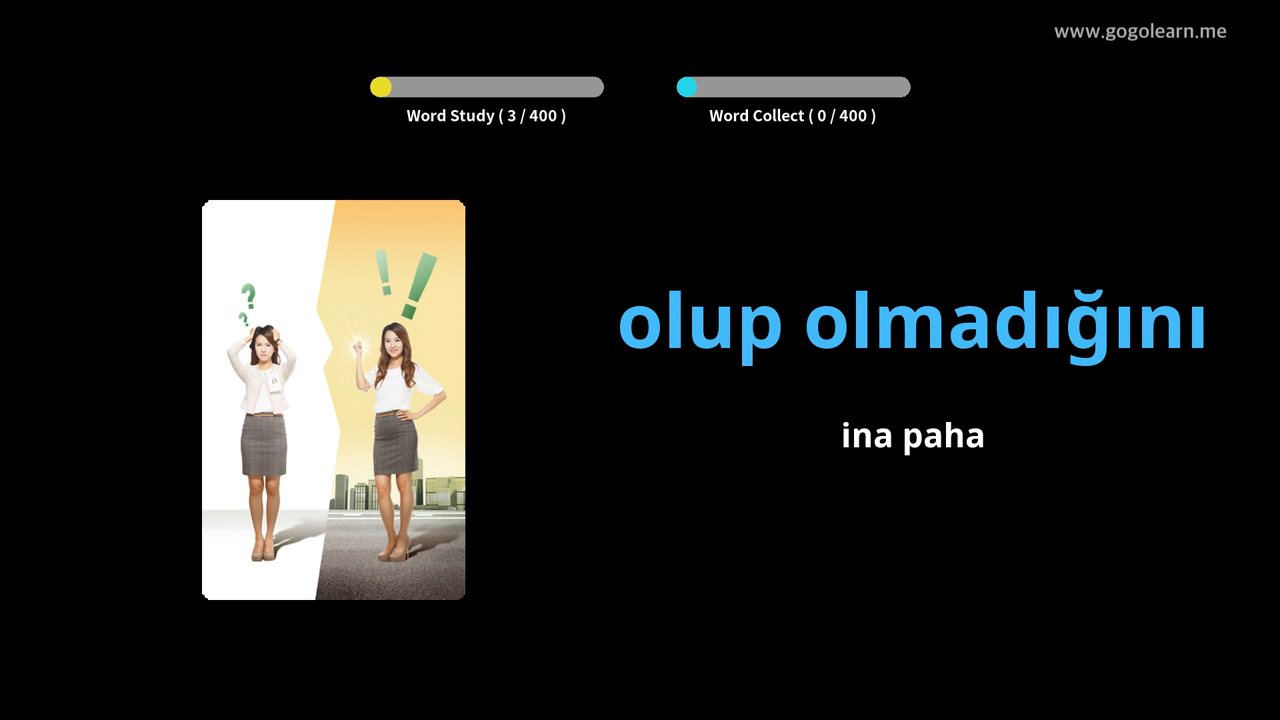 www.gogolearn.me
Word Study ( 3 / 400 )
Word Collect ( 0 / 400 )
? ?
! !
olup olmadığını
ina paha